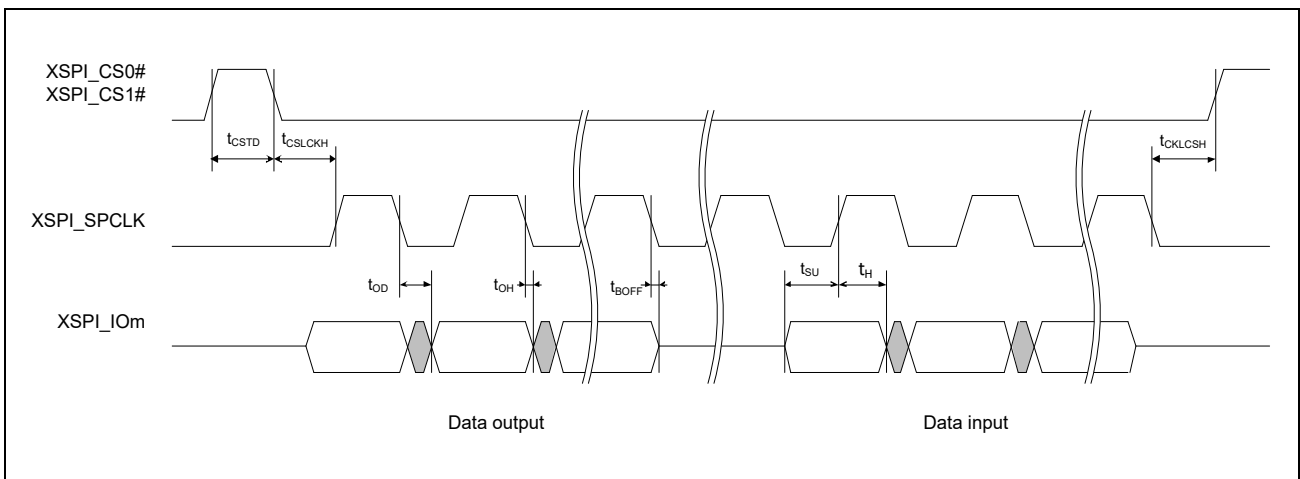 XSPI_CS0#
XSPI_CS1#
tCSTD
tCSLCKH
tCKLCSH
XSPI_SPCLK
tOD
tOH
tBOFF
tSU
tH
XSPI_IOm
Data output
Data input